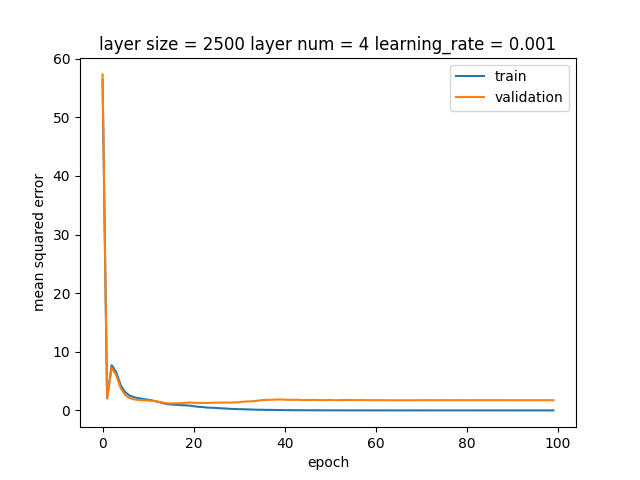 layer size = 2500 layer num = 4 learning_rate = 0.001
train
validation
mean squared error
60
50
40
30
20
10
0
0 20 40 60 80 100
epoch